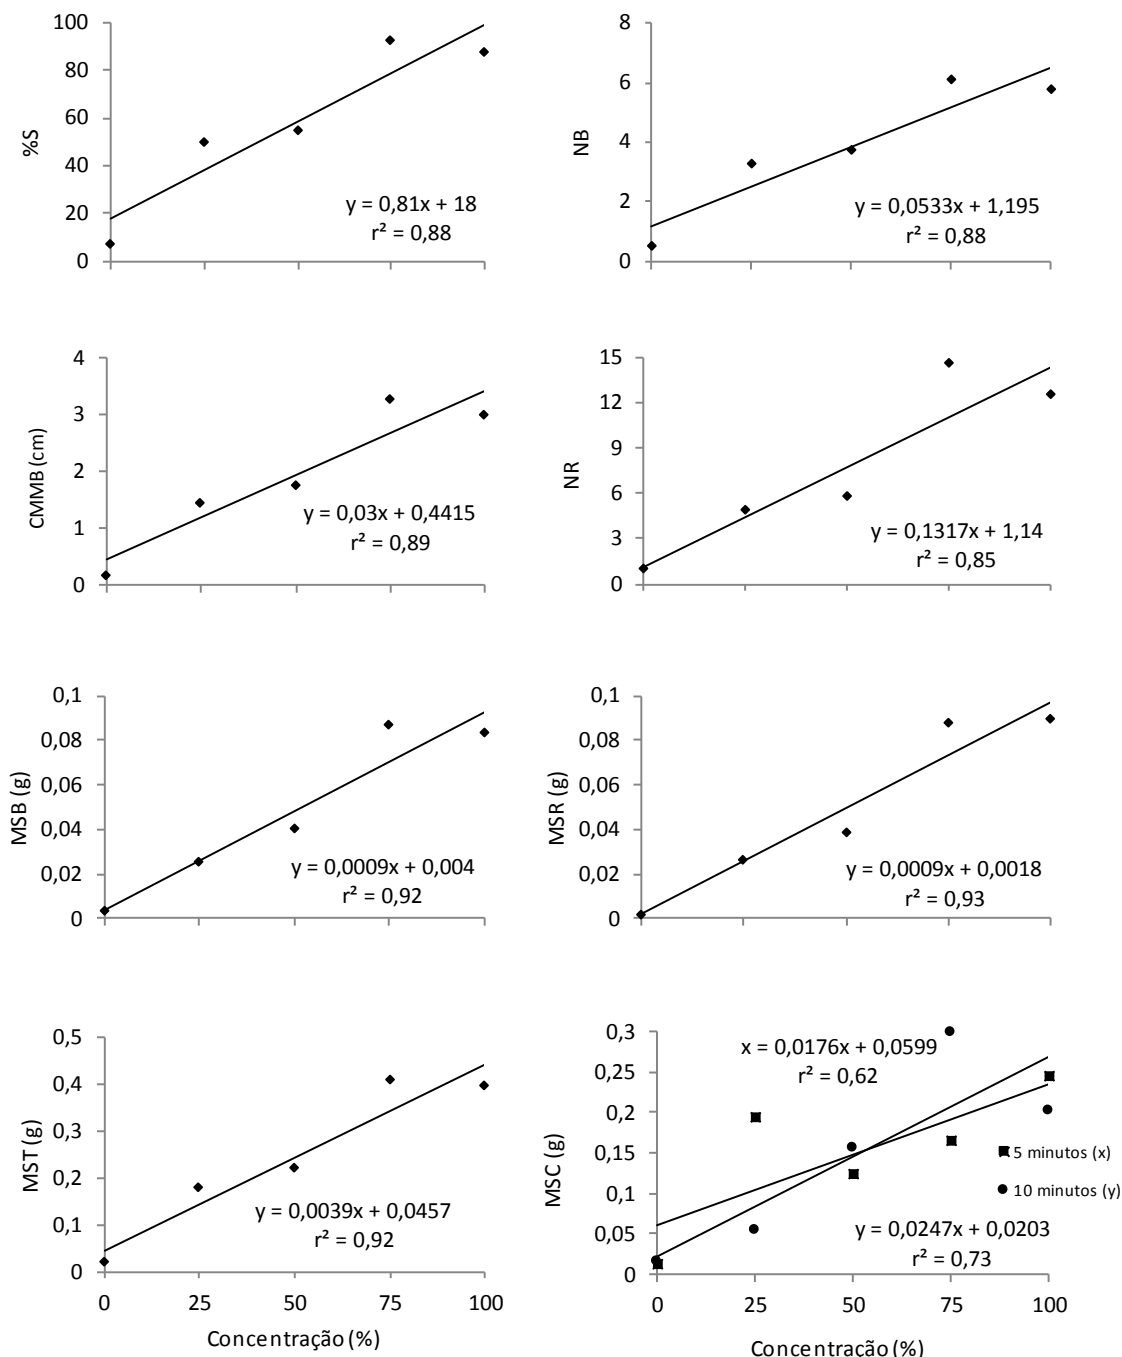 100
80
60
40
20
0
%S
y = 0,81x + 18
r² = 0,88
8
6
4
2
0
NB
y = 0,0533x + 1,195
r² = 0,88
4
3
2
1
0
CMMB (cm)
y = 0,03x + 0,4415
r² = 0,89
15
12
9
6
3
0
NR
y = 0,1317x + 1,14
r² = 0,85
0,1
0,08
0,06
0,04
0,02
0
MSB (g)
y = 0,0009x + 0,004
r² = 0,92
0,1
0,08
0,06
0,04
0,02
0
MSR (g)
y = 0,0009x + 0,0018
r² = 0,93
0,5
0,4
0,3
0,2
0,1
0
MST (g)
y = 0,0039x + 0,0457
r² = 0,92
0 25 50 75 100
Concentração (%)
0,3
0,25
0,2
0,15
0,1
0,05
0
MSC (g)
x = 0,0176x + 0,0599
r² = 0,62
5 minutos (x)
10 minutos (y)
y = 0,0247x + 0,0203
r² = 0,73
0 25 50 75 100
Concentração (%)